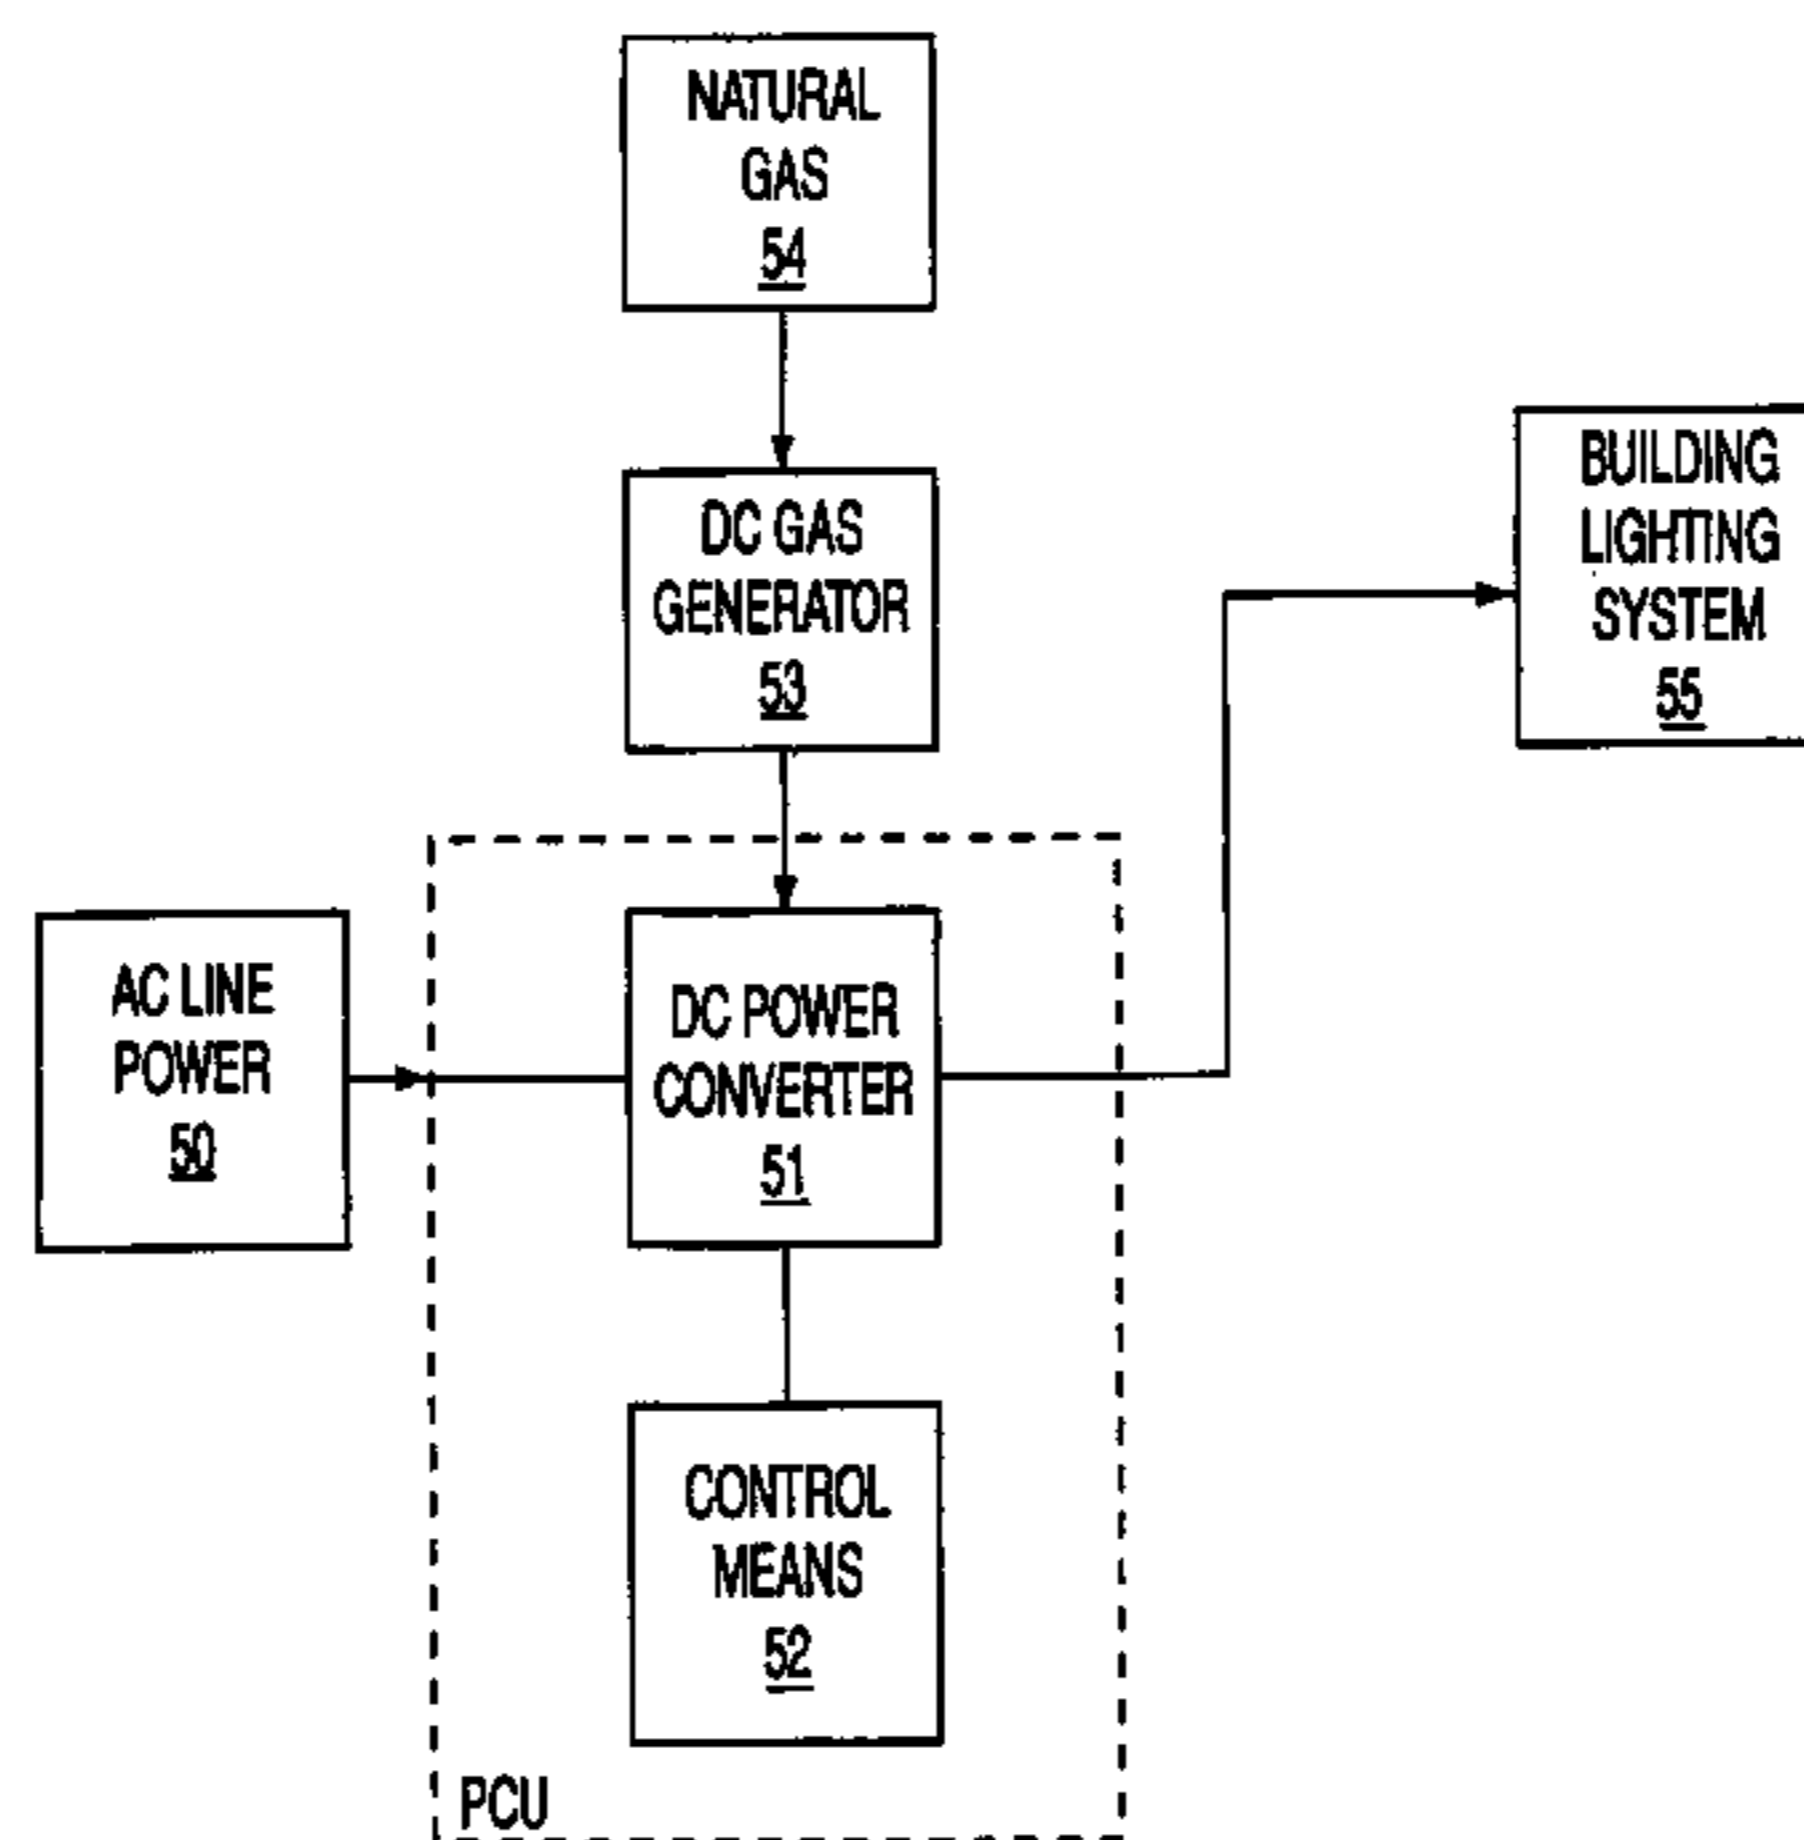 NATURAL
GAS
54
DC GAS
GENERATOR
53
BUILDING
LIGHTING
SYSTEM
55
AC LINE
POWER
50
DC POWER
CONVERTER
51
CONTROL
MEANS
52
PCU